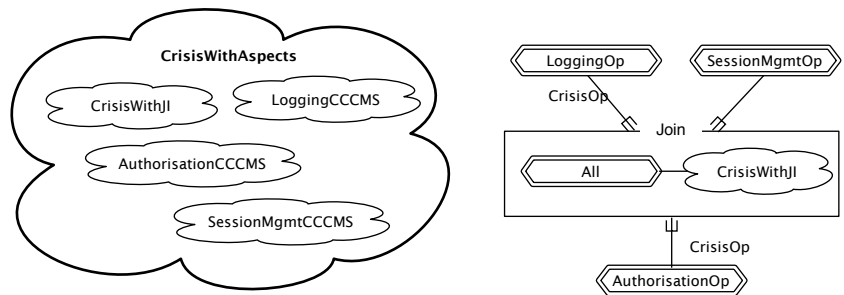 CrisisWithAspects
CrisisWithJI
LoggingCCCMS
AuthorisationCCCMS
SessionMgmtCCCMS
LoggingOp
SessionMgmtOp
CrisisOp
Join
All
CrisisWithJI
CrisisOp
AuthorisationOp